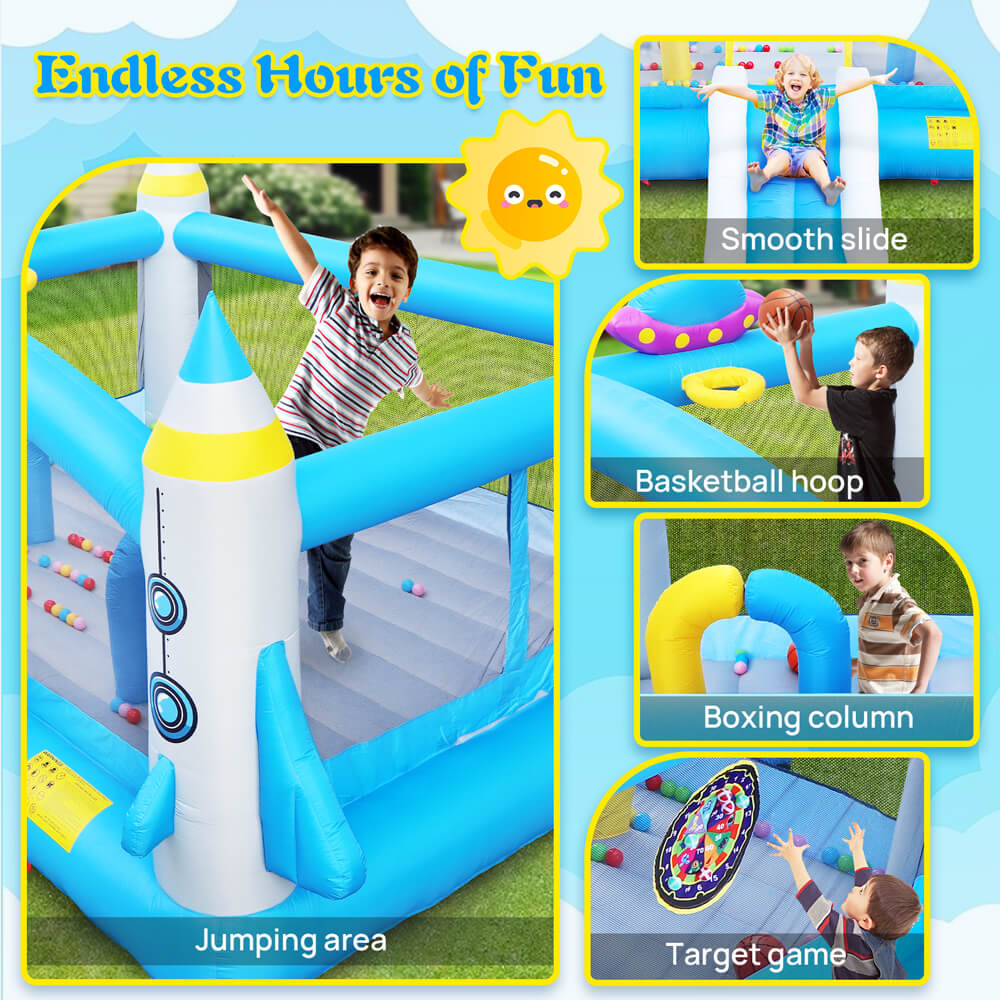 Endless Hours of Fun
Smooth slide
Basketball hoop
Boxing column
Jumping area
Target game